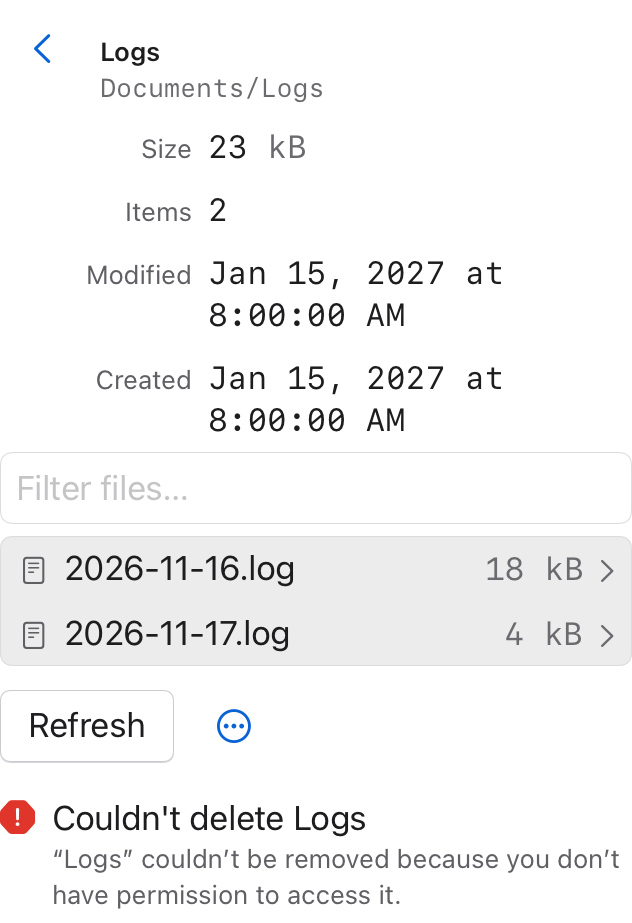 Logs
Documents/Logs
Size 23 kB
Items 2
Modified Jan 15, 2027 at
8:00:00 AM
Created Jan 15, 2027 at
8:00:00 AM
Filter files...
2026-11-16.log 18 kB
2026-11-17.log 4 kB
Refresh
Couldn't delete Logs
“Logs” couldn’t be removed because you don’t
have permission to access it.